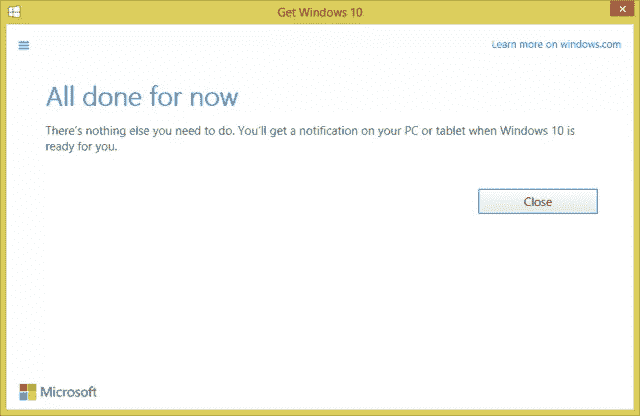 Get Windows 10
Learn more on windows.com
All done for now
There's nothing else you need to do. You'll get a notification on your PC or tablet when Windows 10 is
ready for you.
Close
Microsoft